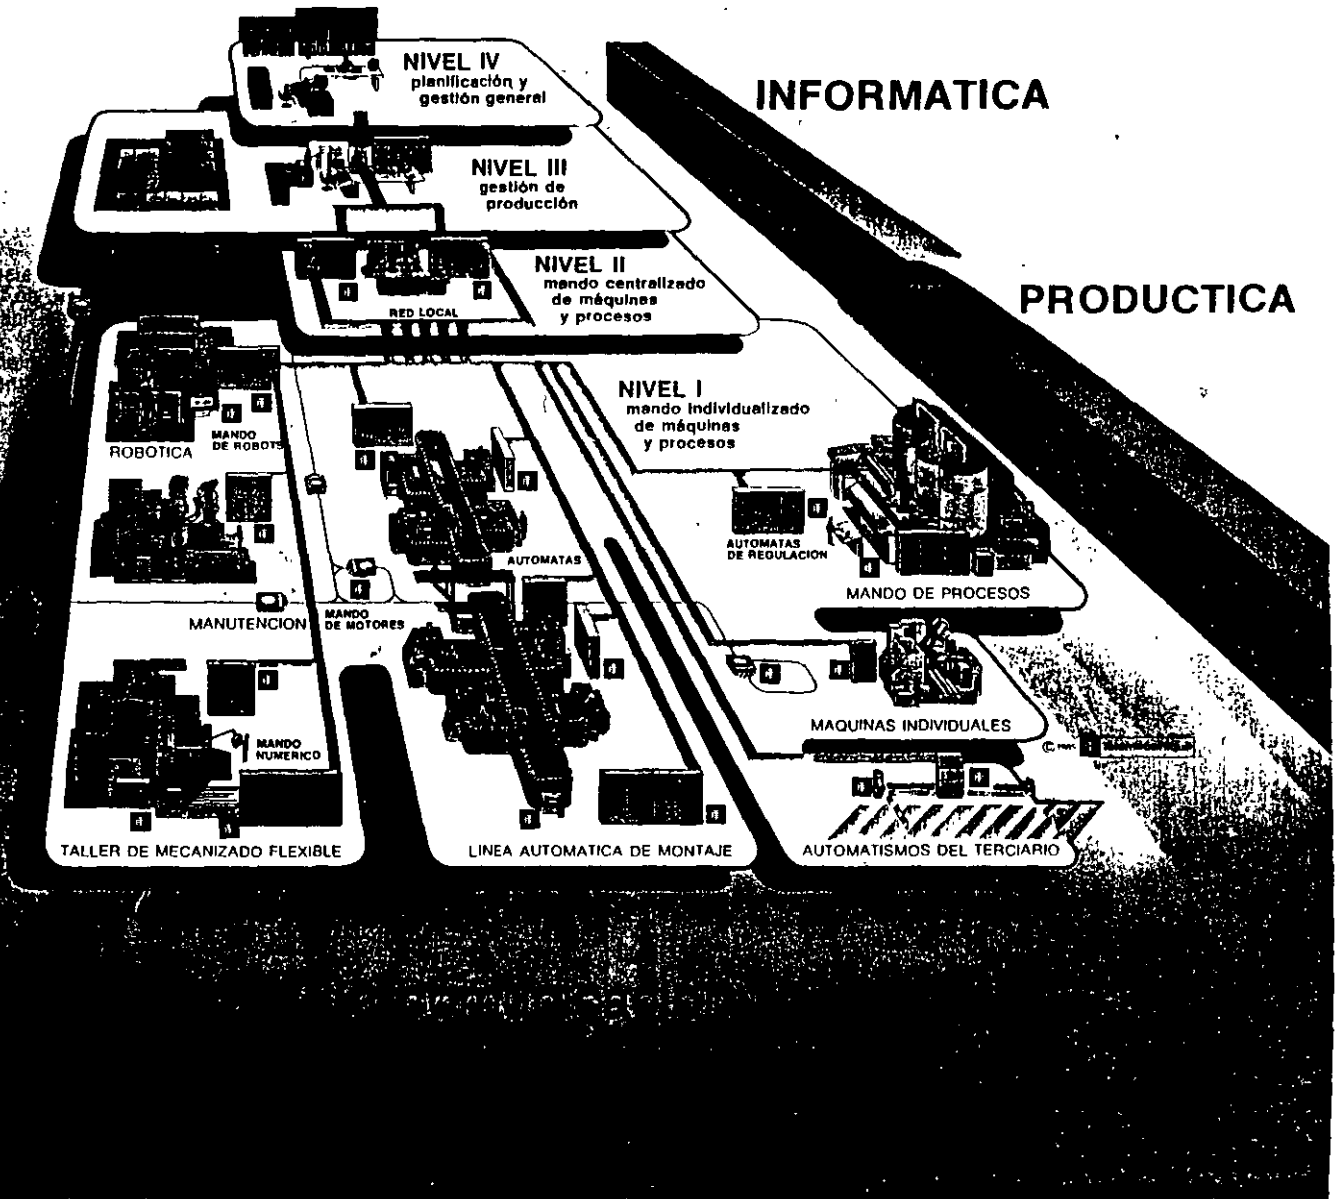 NIVEL IV
planificación y
gestión general
INFORMATICA
NIVEL III
gestión de
producción
NIVEL II
mando centralizado
de máquinas
y procesos
RED LOCAL
PRODUCTICA
NIVEL I
mando individualizado
de máquinas
y procesos
MANDO
DE ROBOTS
ROBOTICA
AUTOMATAS
DE REGULACION
AUTOMATAS
MANDO DE PROCESOS
MANUTENCION
MANDO
DE MOTORES
MAQUINAS INDIVIDUALES
MANDO
NUMERICO
TALLER DE MECANIZADO FLEXIBLE
LINEA AUTOMATICA DE MONTAJE
AUTOMATISMOS DEL TERCIARIO